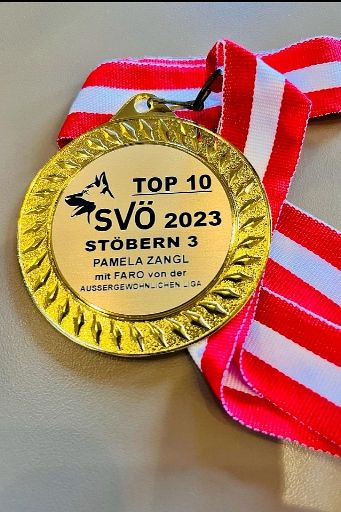 TOP 10
SVÖ 2023
STÖBERN 3
PAMELA ZANGL
mit FARO von der
AUSSERGEWÖHNLICHEN LIGA